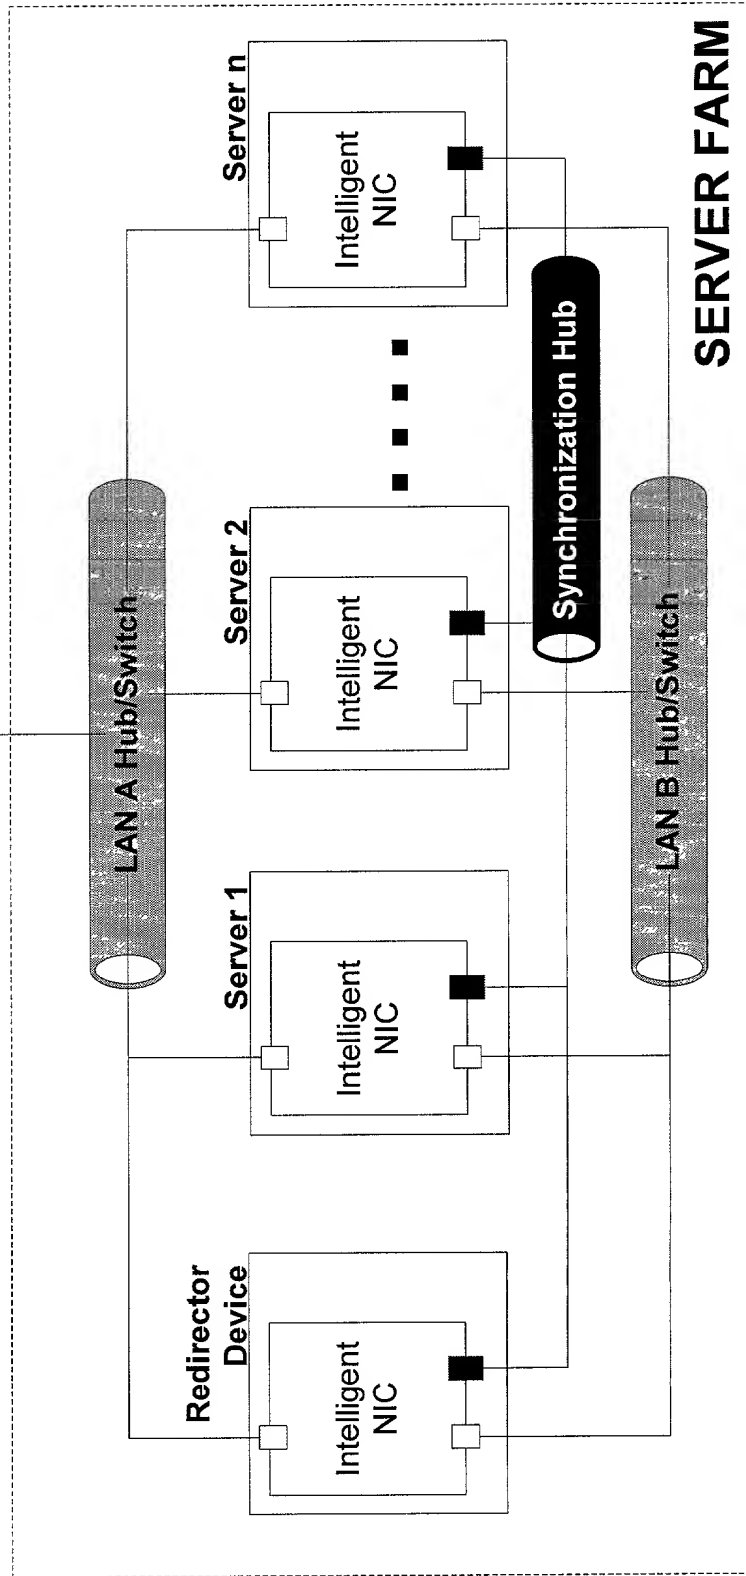 LAN A Hub/Switch
Redirector
Device
Server 1
Server 2
Server n
Intelligent
NIC
Intelligent
NIC
Intelligent
NIC
Intelligent
NIC
Synchronization Hub
LAN B Hub/Switch
SERVER FARM